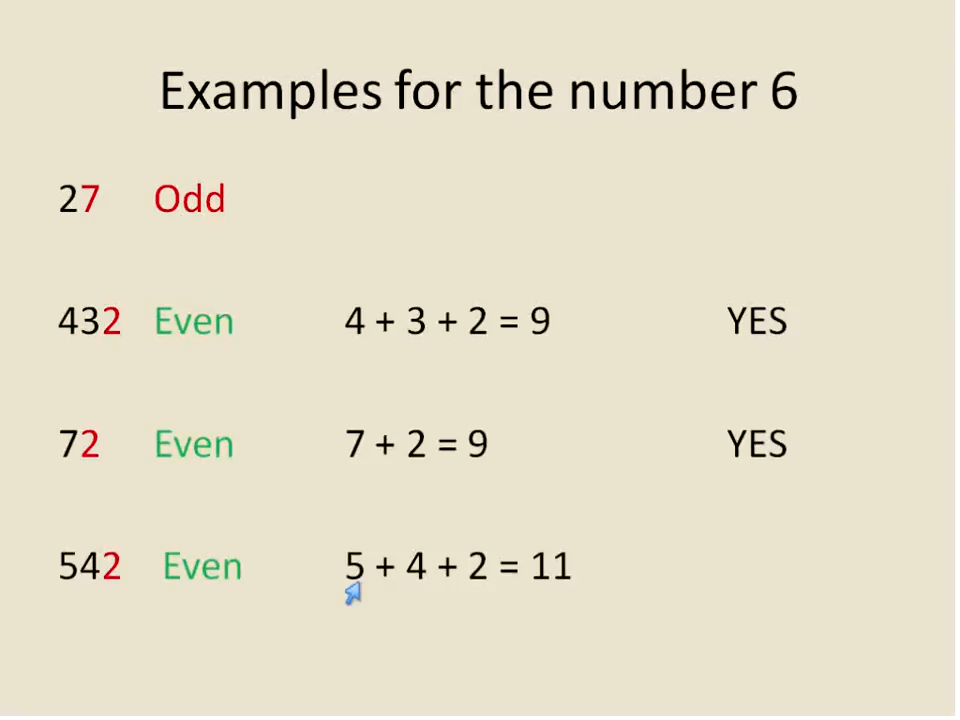 Examples for the number 6
27 Odd
432 Even 4 + 3 + 2 = 9 YES
72 Even 7 + 2 = 9 YES
542 Even 5 + 4 + 2 = 11